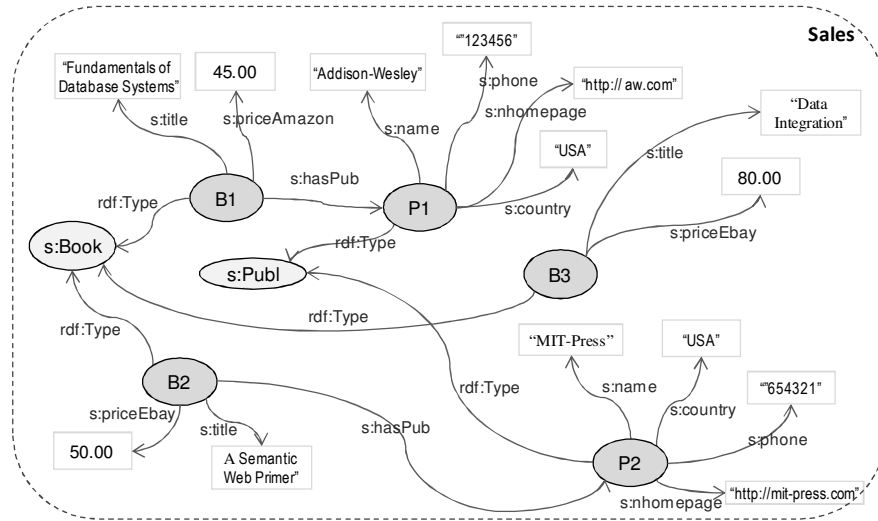 Sales
““123456”
“Fundamentals of
Database Systems”
45.00
“Addison-Wesley”
s:phone
“http:// aw.com”
s:nhomepage
s:title
s:priceAmazon
s:name
“Data
Integration”
“USA”
s:title
s:hasPub
80.00
rdf:Type
B1
P1
s:country
s:priceEbay
rdf:Type
s:Book
s:Publ
B3
rdf:Type
rdf:Type
“MIT-Press”
“USA”
rdf:Type
B2
s:name
““654321”
s:priceEbay
s:country
s:title
s:hasPub
s:phone
50.00
A Semantic
Web Primer”
P2
s:nhomepage
“http://mit-press.com”